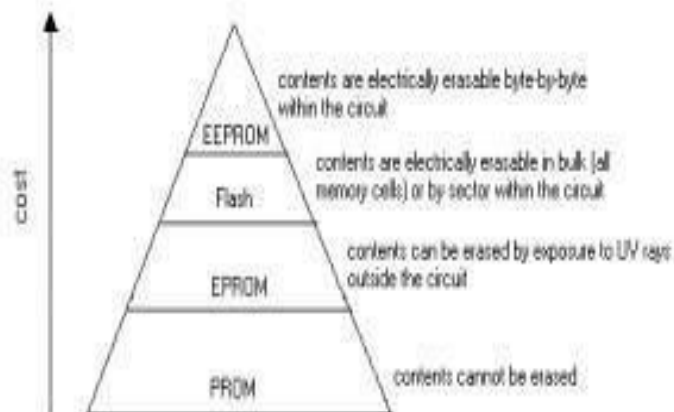 contents are electrically erasable byte-by-byte
within the circuit
EEPROM
contents are electrically erasable in bulk (all
memory cells) or by sector within the circuit
Flash
contents can be erased by exposure to UV rays
outside the circuit
EPROM
contents cannot be erased
PROM
cost